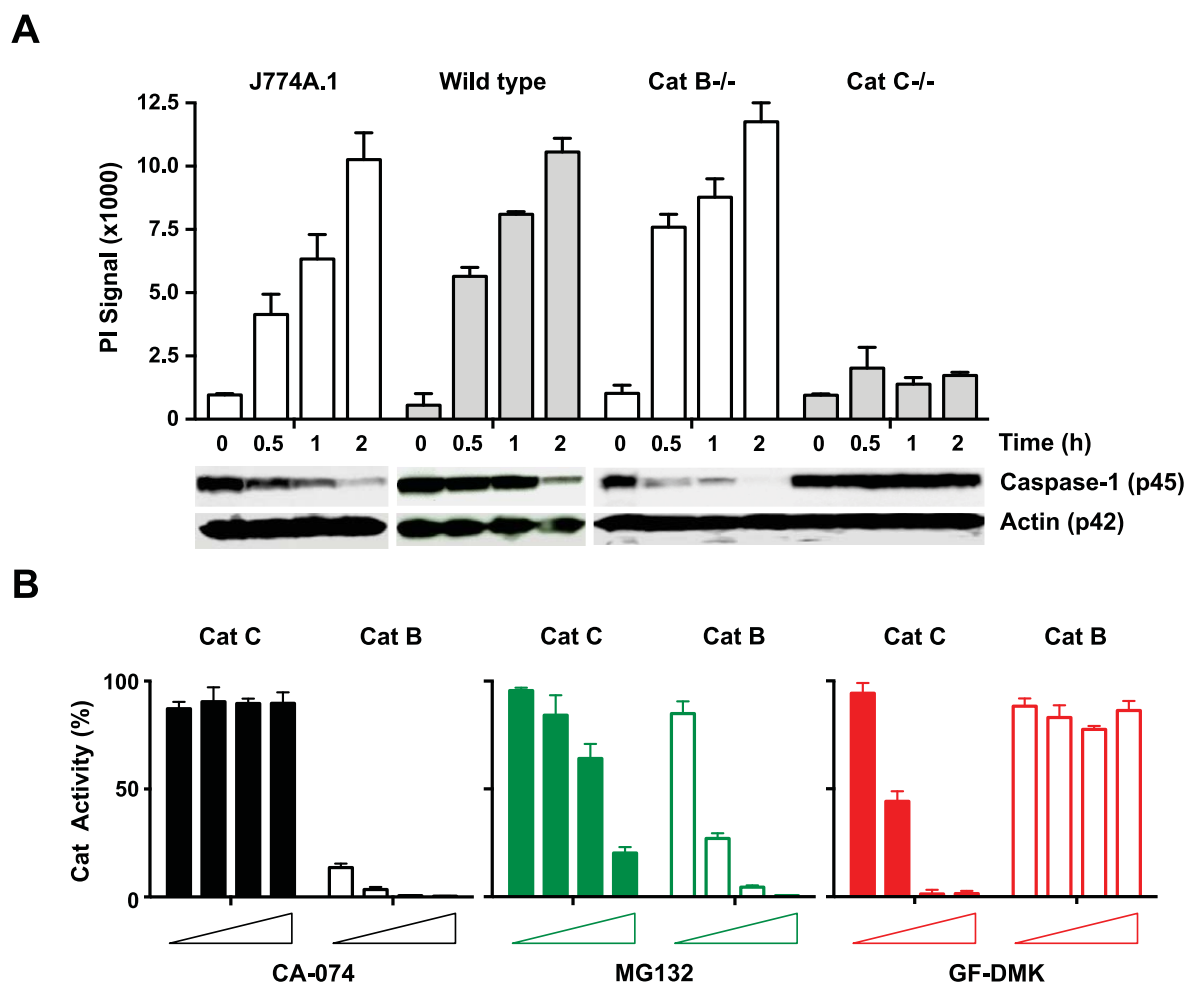 A
J774A.1 Wild type Cat B-/- Cat C-/-
12.5
10.0
7.5
5.0
2.5
0
PI Signal (x1000)
0 0.5 1 2 0 0.5 1 2 0 0.5 1 2 0 0.5 1 2 Time (h)
Caspase-1 (p45)
Actin (p42)
B
Cat C Cat B Cat C Cat B Cat C Cat B
100
50
0
Cat Activity (%)
CA-074 MG132 GF-DMK